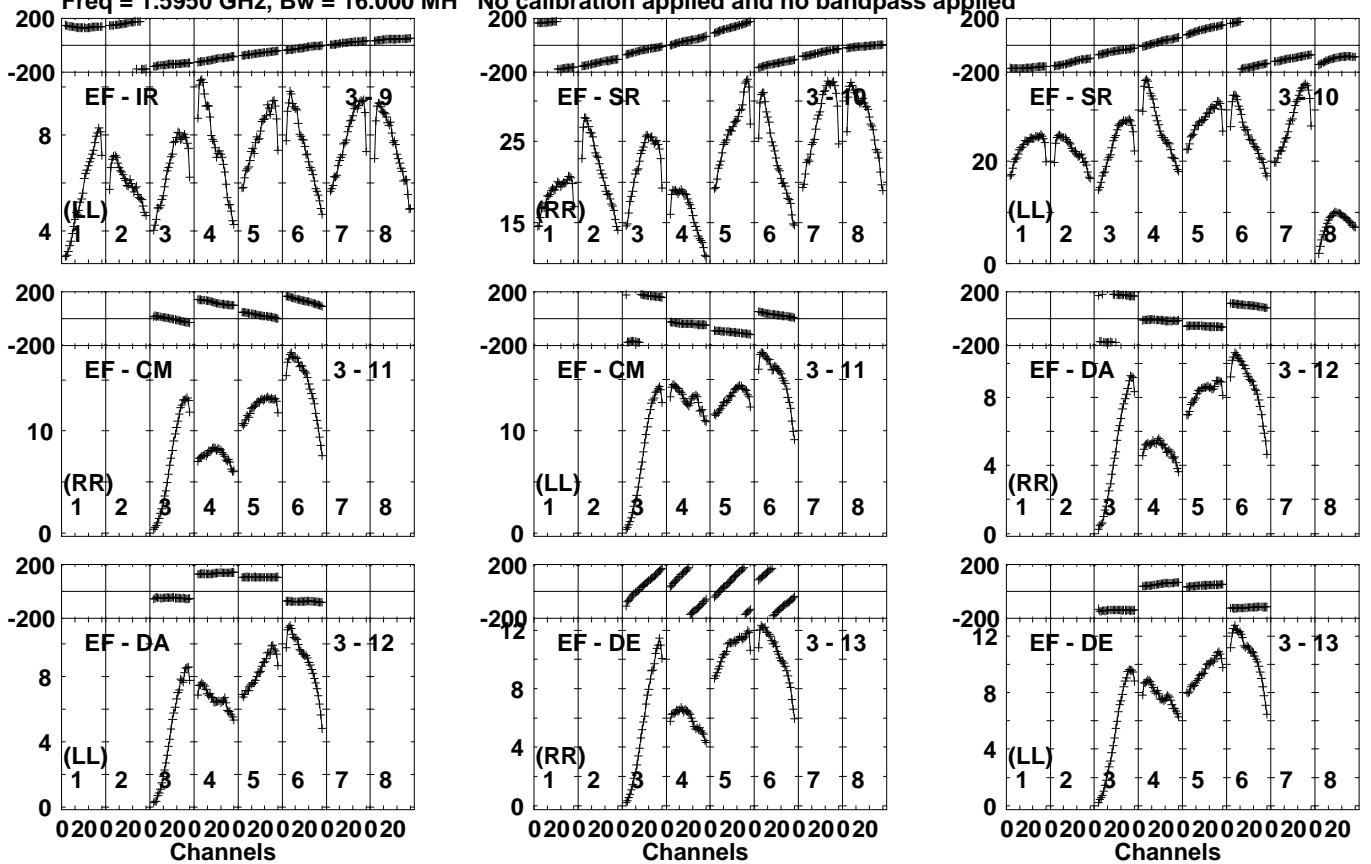 Freq = 1.5950 GHz, Bw = 16.000 MH No calibration applied and no bandpass applied
200 200 200
-200 -200 -200
EF - IR 3 - 9 EF - SR 3 - 10 EF - SR 3 - 10
8 25 20
(LL) (RR) (LL)
4 1 2 3 4 5 6 7 8 15 1 2 3 4 5 6 7 8 1 2 3 4 5 6 7 8
0
200 200 200
-200 -200 -200
EF - CM 3 - 11 EF - CM 3 - 11 EF - DA 3 - 12
10 10 8
4
(RR) (LL) (RR)
1 2 3 4 5 6 7 8 1 2 3 4 5 6 7 8 1 2 3 4 5 6 7 8
0 0 0
200 200 200
-200 -200 -200
EF - DA 3 - 12 12 EF - DE 3 - 13 12 EF - DE 3 - 13
8 8 8
4 4 4
(LL) (RR) (LL)
1 2 3 4 5 6 7 8 1 2 3 4 5 6 7 8 1 2 3 4 5 6 7 8
0 0 0
0 20 0 20 0 20 0 20 0 20 0 20 0 20 0 20 0 20 0 20 0 20 0 20 0 20 0 20 0 20 0 20 0 20 0 20 0 20 0 20 0 20 0 20 0 20 0 20
Channels Channels Channels